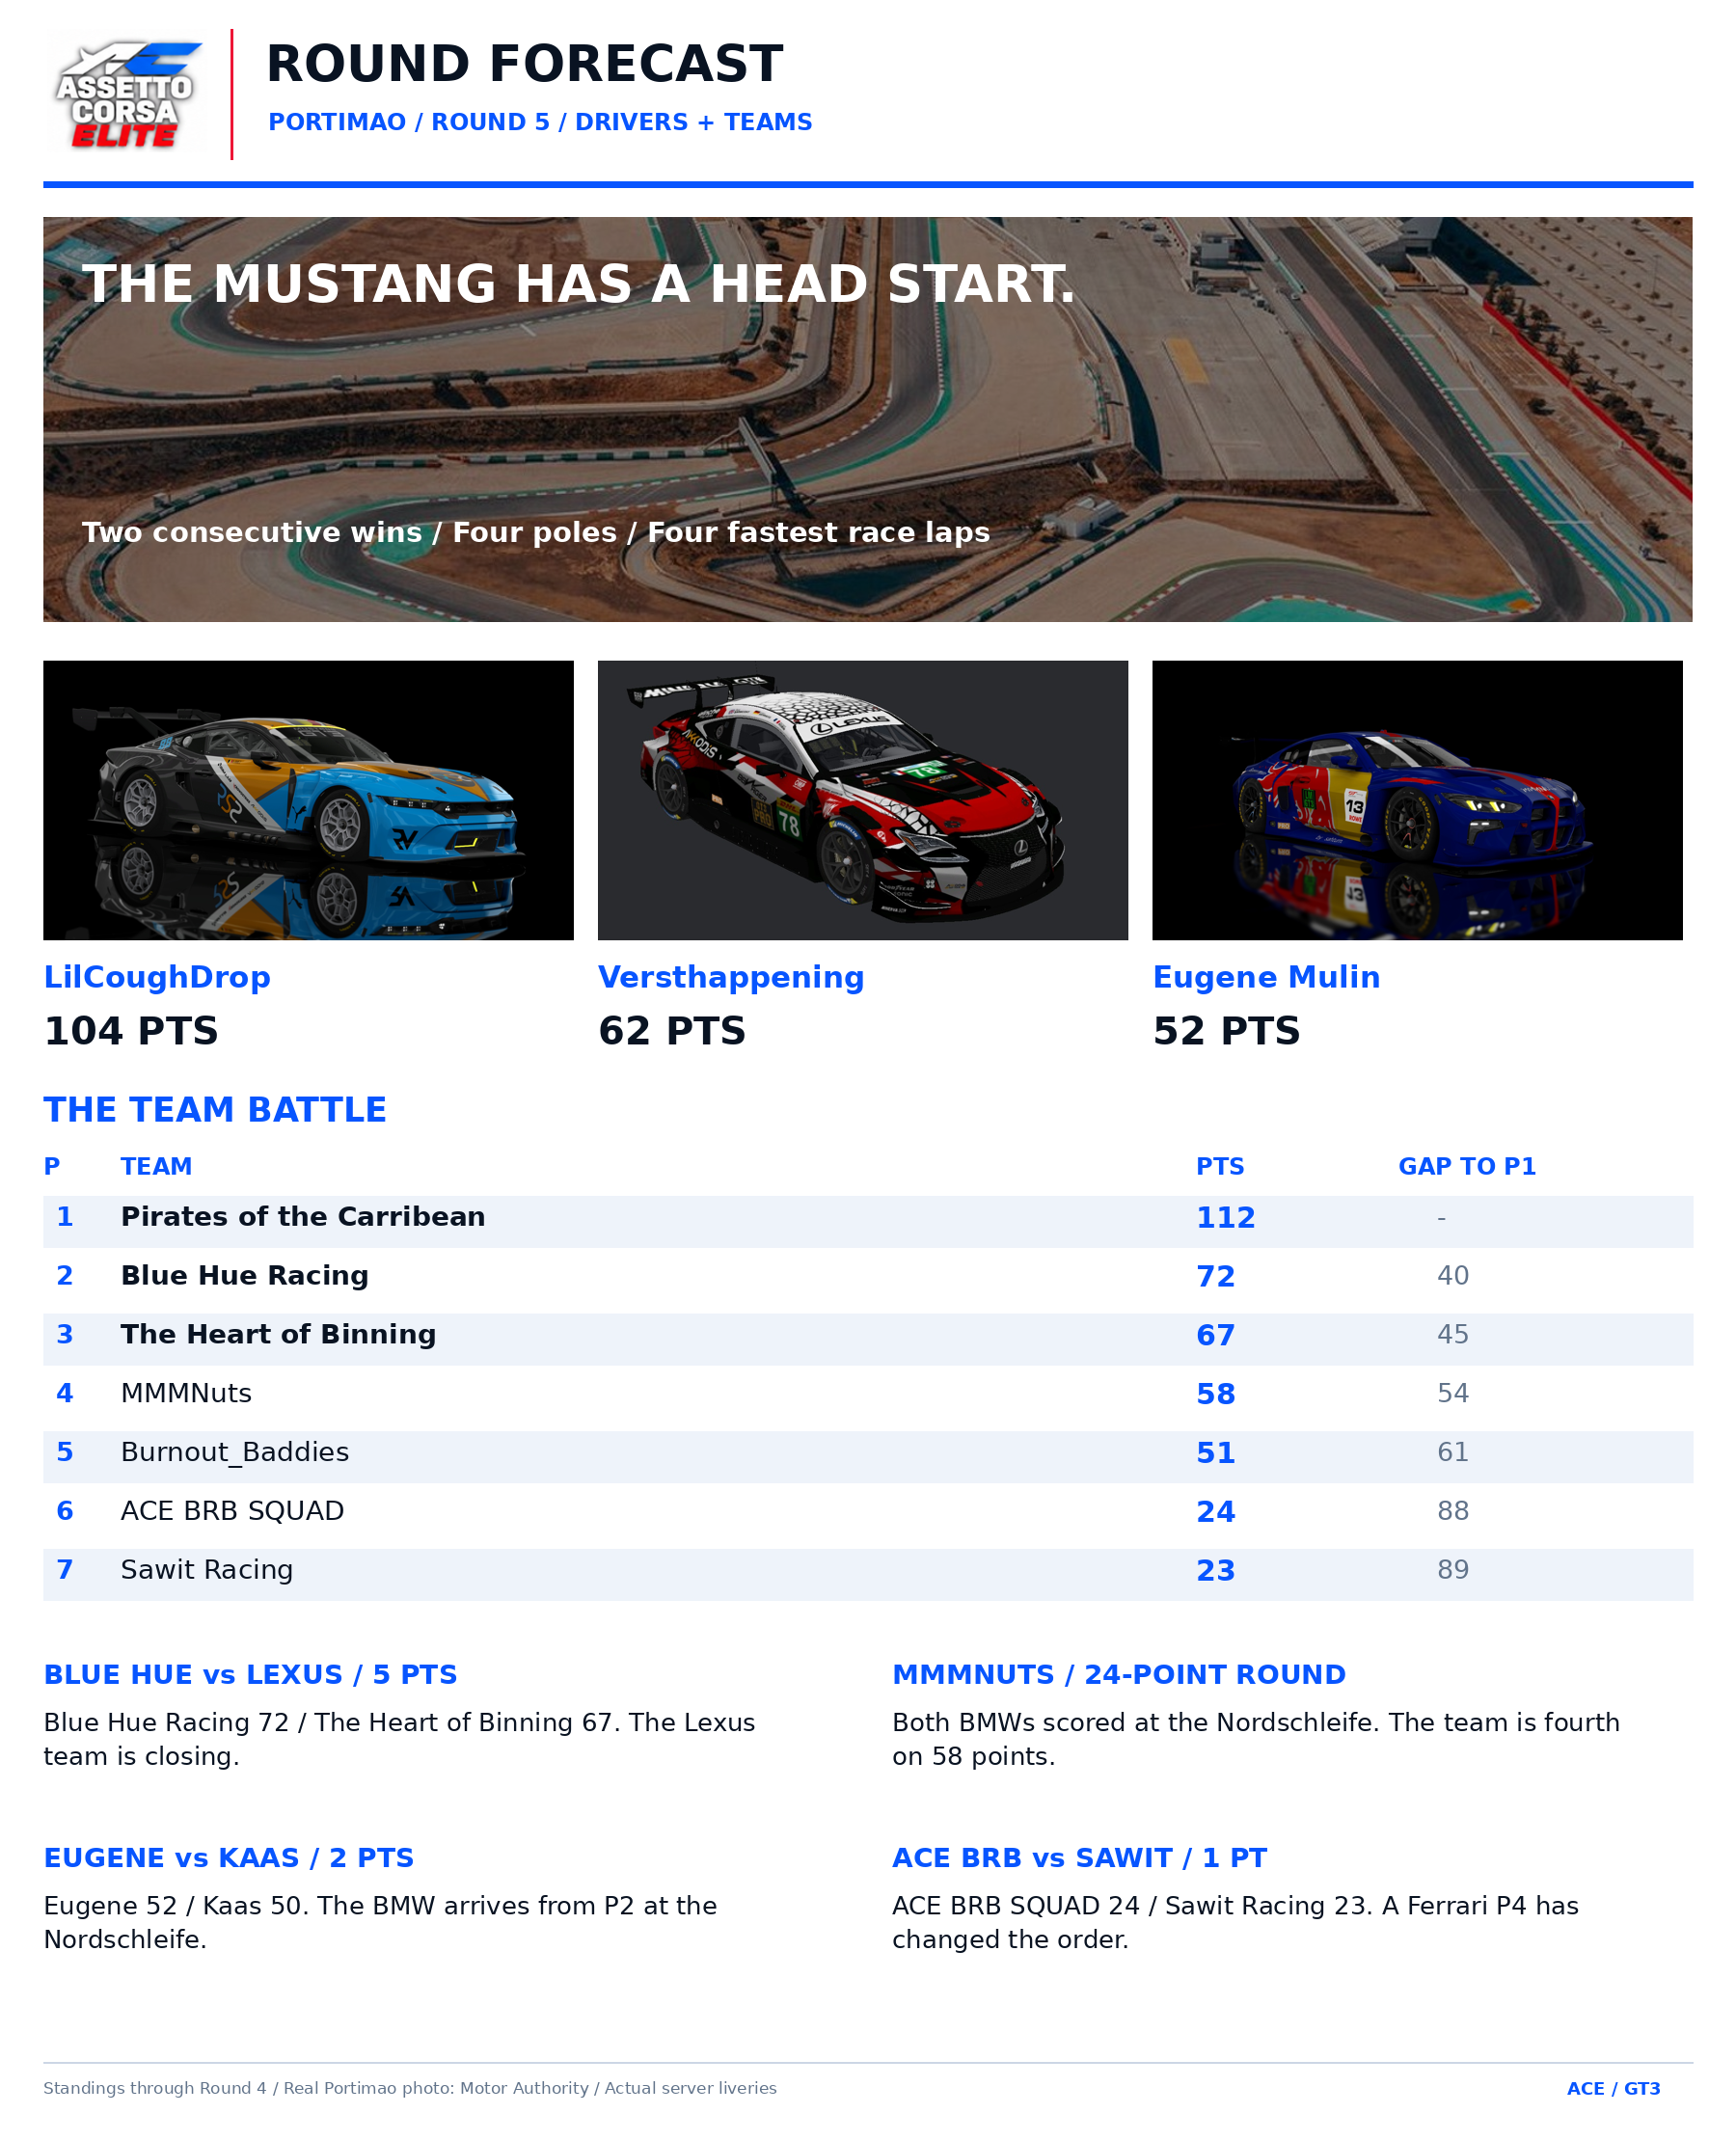 ASSETTO
CORSA
ELITE
ROUND FORECAST
PORTIMAO / ROUND 5 / DRIVERS + TEAMS
THE MUSTANG HAS A HEAD START.
Two consecutive wins / Four poles / Four fastest race laps
LEXUS
78
78
13
LilCoughDrop
104 PTS
Versthappening
62 PTS
Eugene Mulin
52 PTS
THE TEAM BATTLE
P TEAM PTS GAP TO P1
1 Pirates of the Carribean 112 -
2 Blue Hue Racing 72 40
3 The Heart of Binning 67 45
4 MMMNuts 58 54
5 Burnout_Baddies 51 61
6 ACE BRB SQUAD 24 88
7 Sawit Racing 23 89
BLUE HUE vs LEXUS / 5 PTS
Blue Hue Racing 72 / The Heart of Binning 67. The Lexus
team is closing.
MMMNUTS / 24-POINT ROUND
Both BMWs scored at the Nordschleife. The team is fourth
on 58 points.
EUGENE vs KAAS / 2 PTS
Eugene 52 / Kaas 50. The BMW arrives from P2 at the
Nordschleife.
ACE BRB vs SAWIT / 1 PT
ACE BRB SQUAD 24 / Sawit Racing 23. A Ferrari P4 has
changed the order.
Standings through Round 4 / Real Portimao photo: Motor Authority / Actual server liveries
ACE / GT3